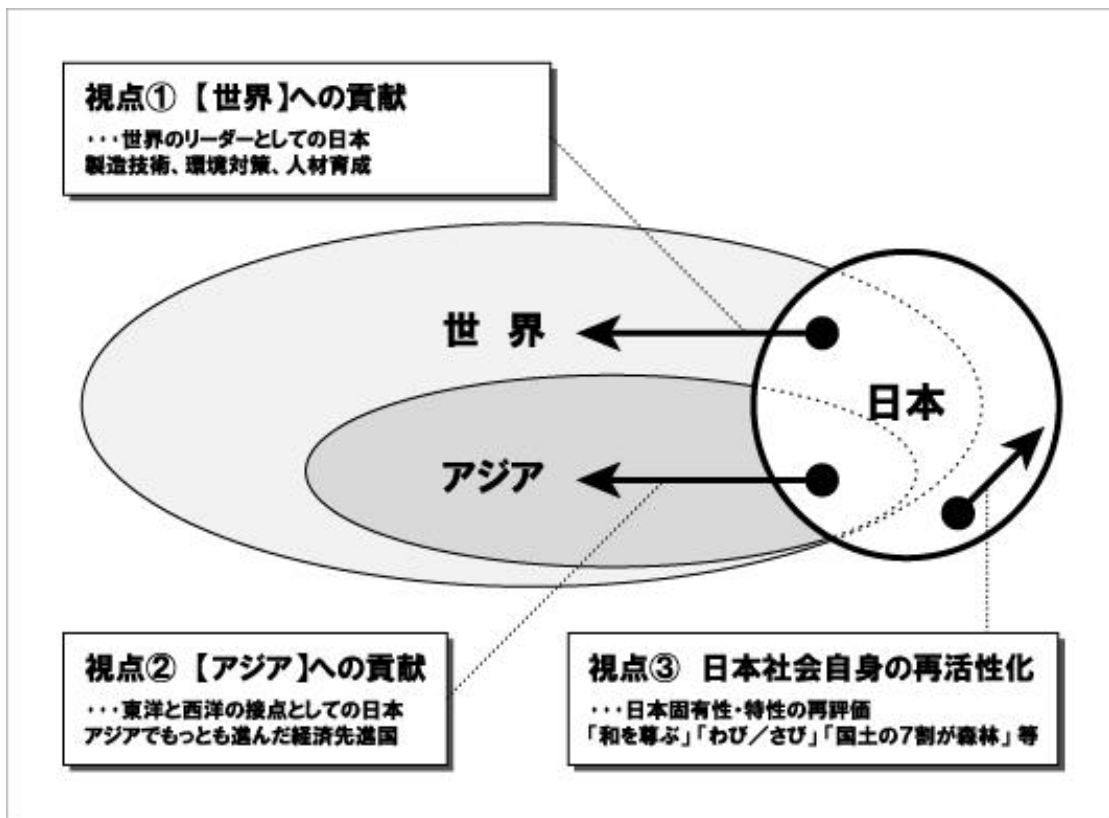 視点① 【世界】への貢献
・・・世界のリーダーとしての日本
製造技術、環境対策、人材育成
世 界
日本
アジア
視点② 【アジア】への貢献
・・・東洋と西洋の接点としての日本
アジアでもっとも進んだ経済先進国
視点③ 日本社会自身の再活性化
・・・日本固有性・特性の再評価
「和を尊ぶ」「わび／さび」「国土の7割が森林」等